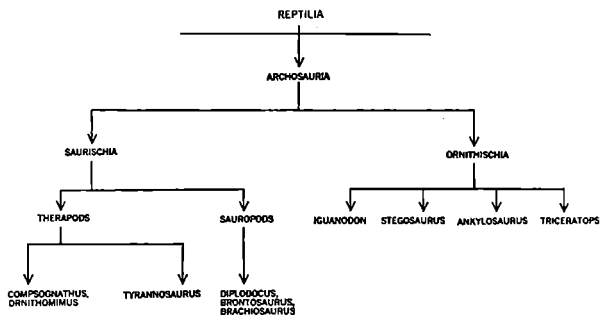 REPTILIA
ARCHOSAURIA
SAURISCHIA
ORNITHISCHIA
THERAPODS
SAUROPODS
IGUANODON
STEGOSAURUS
ANKYLOSAURUS
TRICERATOPS
COMPSOGNATHUS,
ORNITHOMIMUS
TYRANNOSAURUS
DIPLODOCUS,
BRONTOSAURUS,
BRACHIOSAURUS